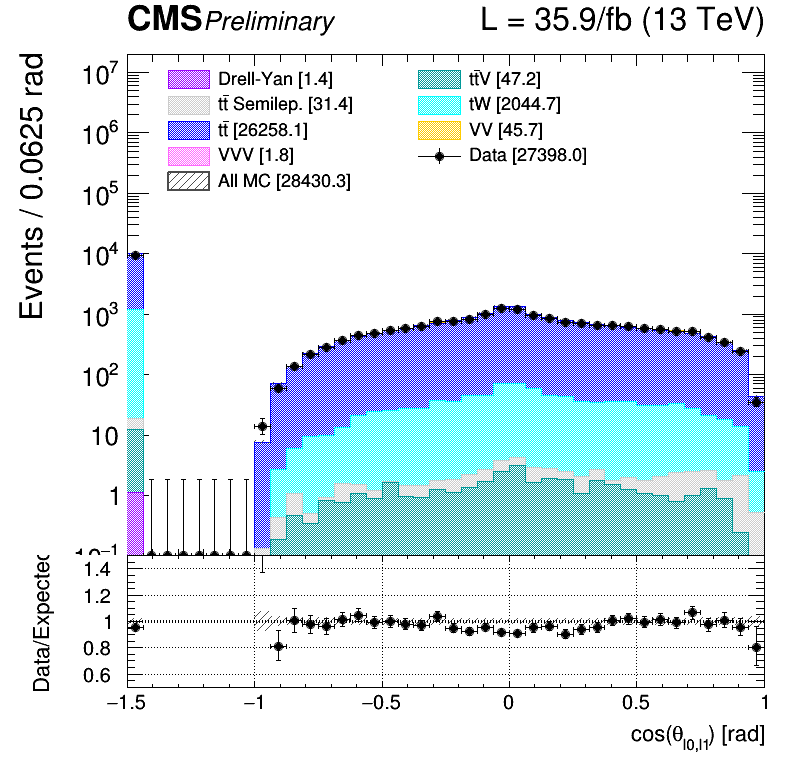 CMS Preliminary L = 35.9/fb (13 TeV)
Events / 0.0625 rad
Drell-Yan [1.4]
tt̄ Semilep. [31.4]
tt̄ [26258.1]
VVV [1.8]
All MC [28430.3]
tt̄V [47.2]
tW [2044.7]
VV [45.7]
Data [27398.0]
10⁷
10⁶
10⁵
10⁴
10³
10²
10
1
10⁻¹
Data/Expected
1.4
1.2
1
0.8
0.6
−1.5 −1 −0.5 0 0.5 1
cos(θ_l0,l1) [rad]